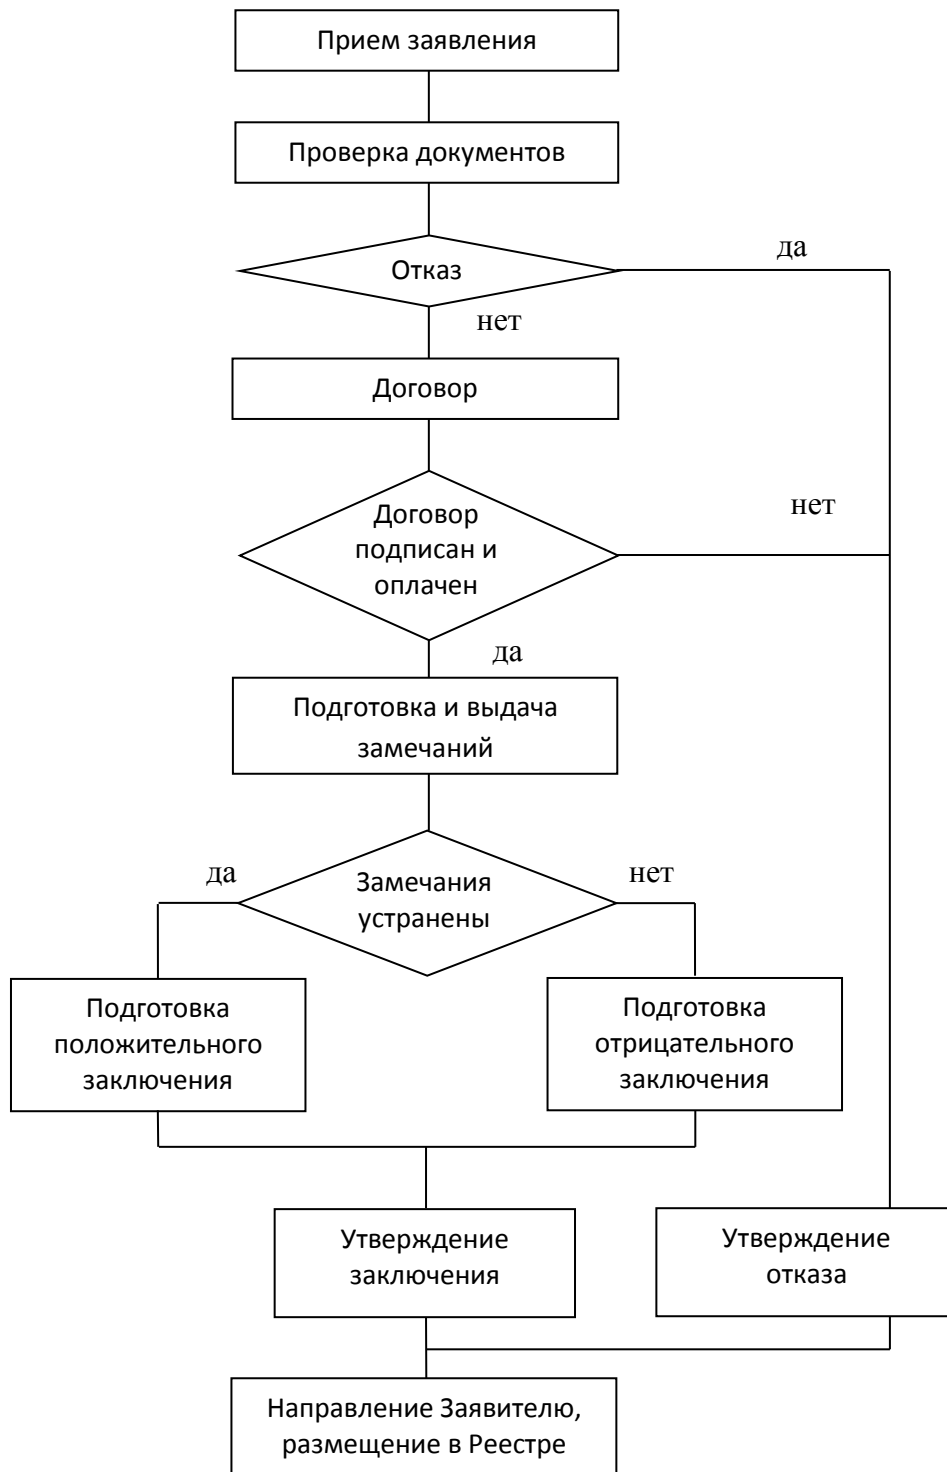 Прием заявления
Проверка документов
Отказ
да
нет
Договор
Договор
подписан и
оплачен
нет
да
Подготовка и выдача
замечаний
да
Замечания
устранены
нет
Подготовка
положительного
заключения
Подготовка
отрицательного
заключения
Утверждение
заключения
Утверждение
отказа
Направление Заявителю,
размещение в Реестре